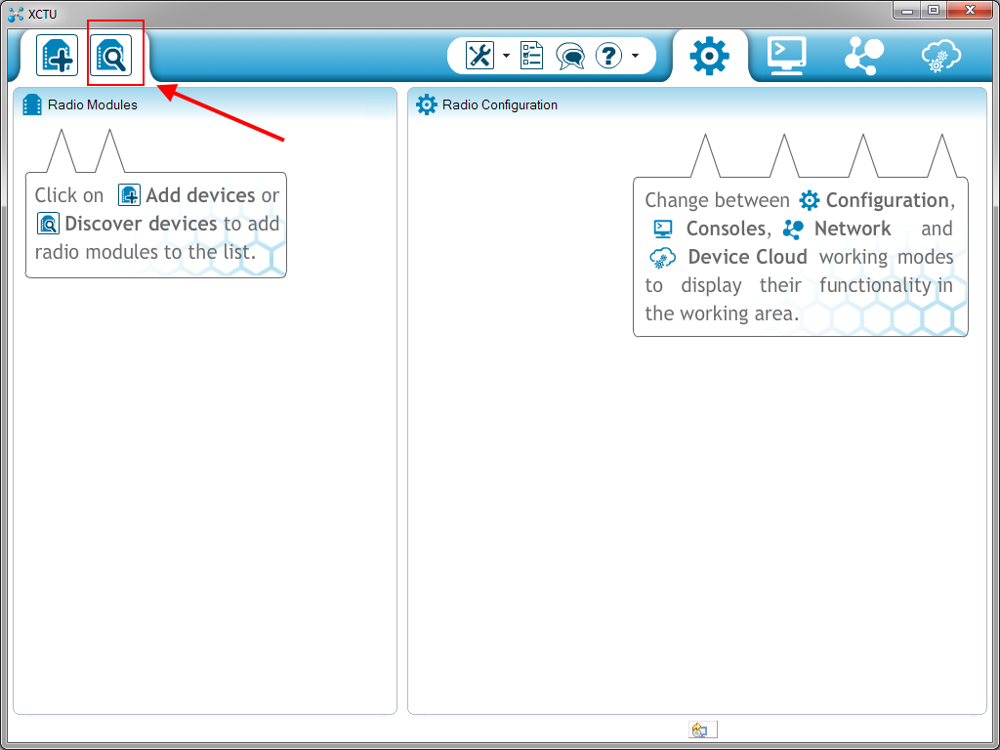 XCTU
Radio Modules
Radio Configuration
Click on Add devices or
Discover devices to add
radio modules to the list.
Change between Configuration,
Consoles, Network and
Device Cloud working modes
to display their functionality in
the working area.